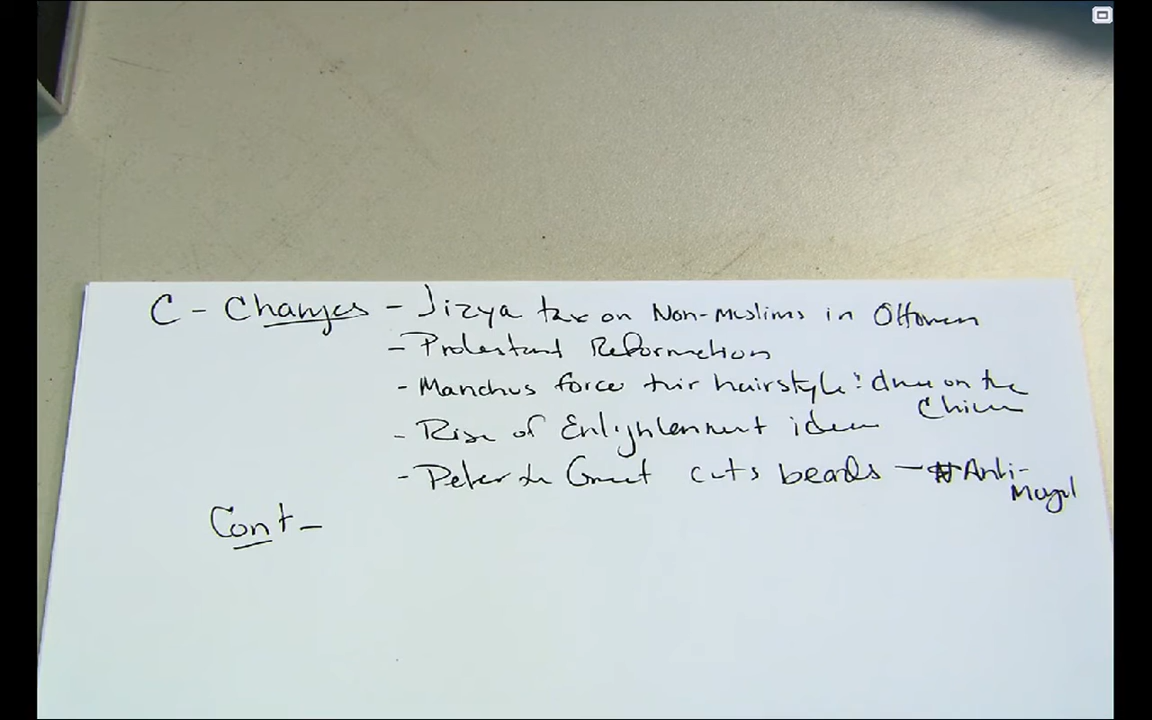 C - Changes - Jizya tax on Non-Muslims in Ottoman
- Protestant Reformation
- Manchus force their hairstyle : dress on the
Chinese
- Rise of Enlightenment ideas
- Peter the Great cuts beards - Anti-
Cont -